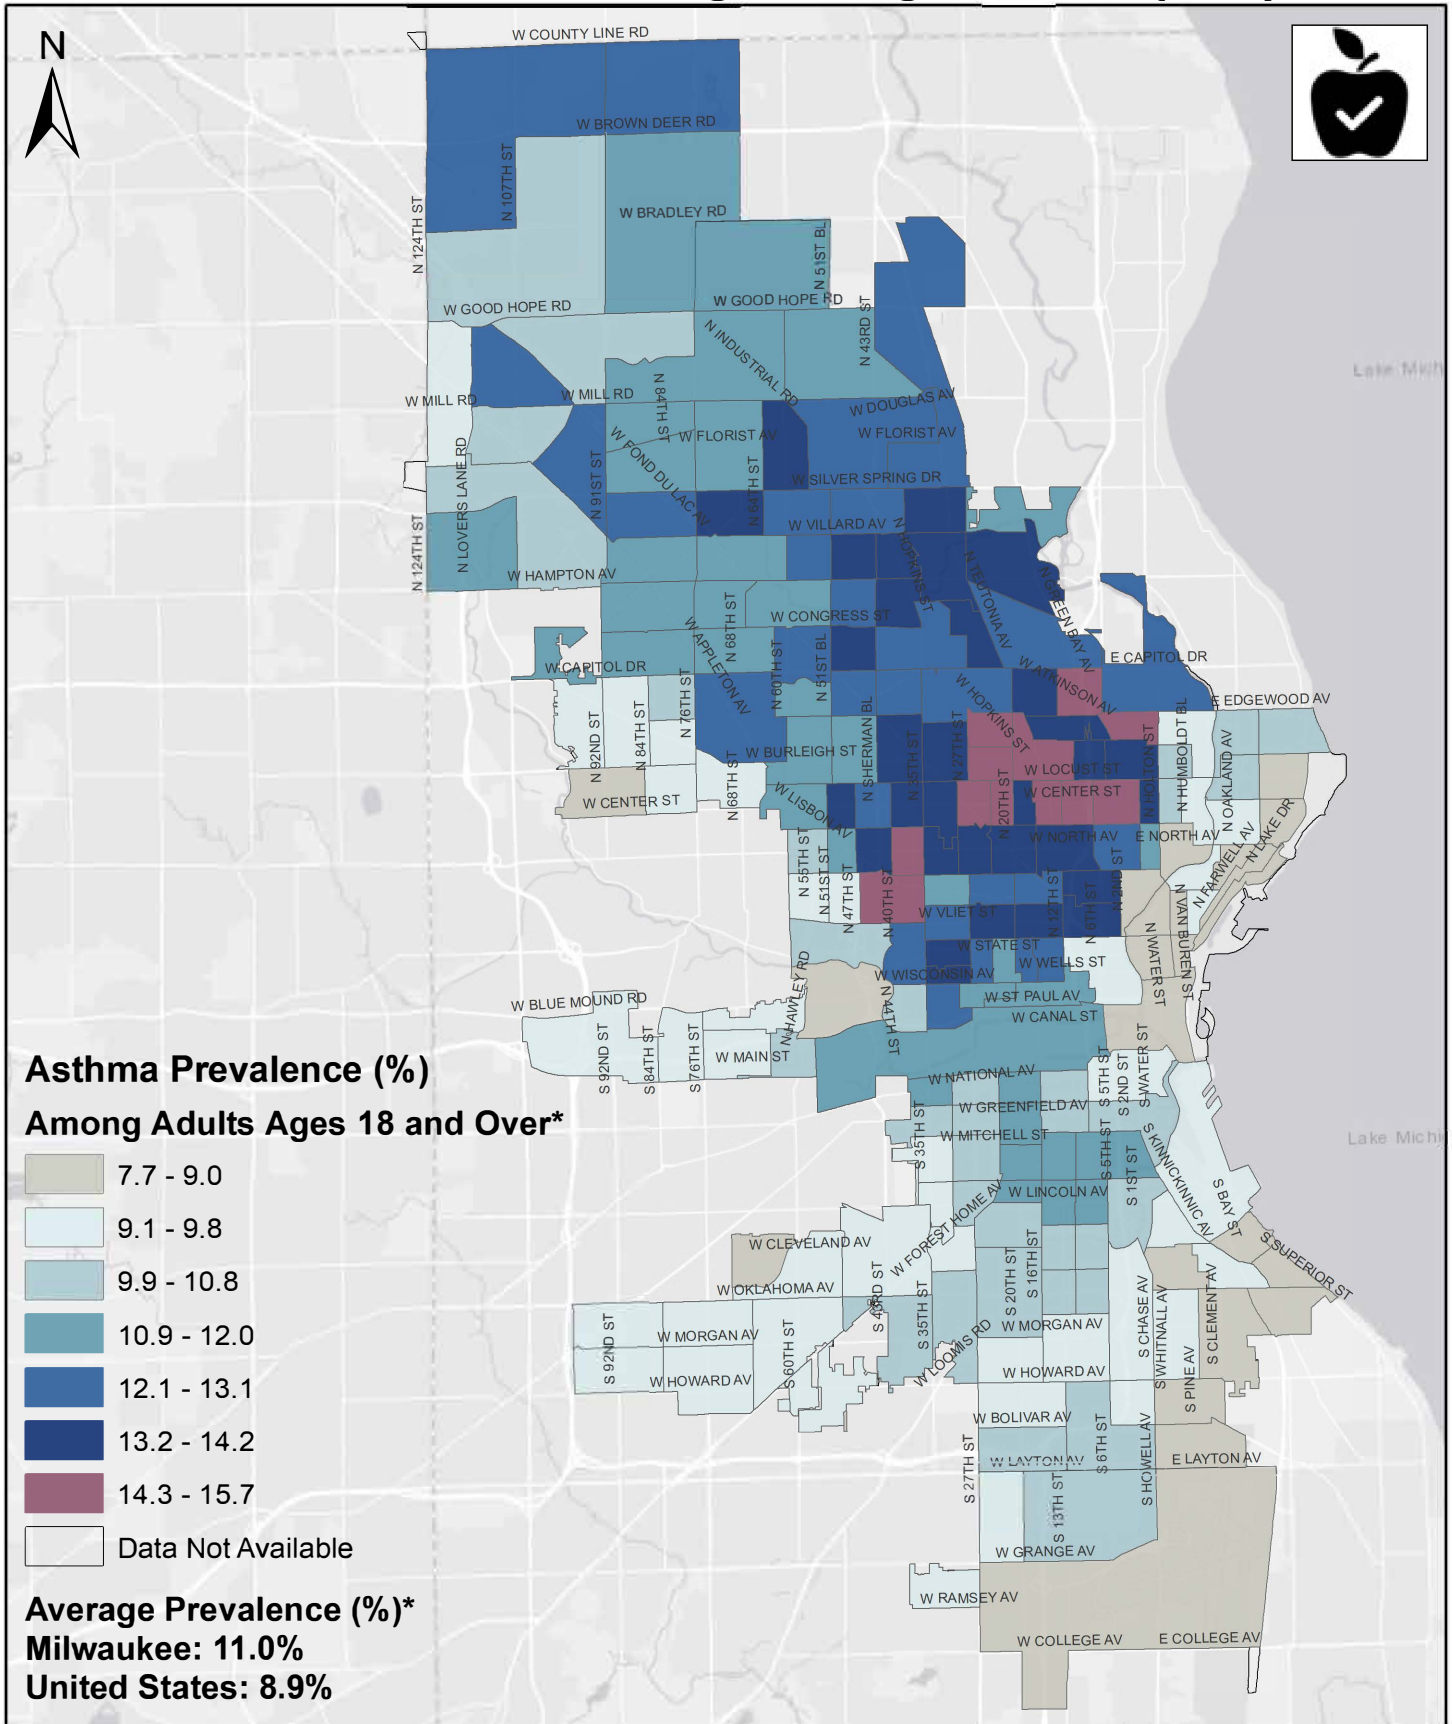 N
W COUNTY LINE RD
W BROWN DEER RD
N 107TH ST
N 124TH ST
W BRADLEY RD
N 51ST BL
W GOOD HOPE RD
W GOOD HOPE RD
N 43RD ST
N INDUSTRIAL RD
Lake Mich
W MILL RD
W MILL RD
N 84TH ST
W DOUGLAS AV
W FLORIST AV
W FLORIST AV
W FOND DU LAC AV
N LOVERS LANE RD
N 91ST ST
N 64TH ST
W SILVER SPRING DR
W VILLARD AV
N HOPKINS ST
N 124TH ST
W HAMPTON AV
N TEUTONIA AV
N GREEN BAY AV
W CONGRESS ST
N 68TH ST
W APPLETON AV
W CAPITOL DR
N 60TH ST
N 51ST BL
E CAPITOL DR
W ATKINSON AV
W HOPKINS ST
E EDGEWOOD AV
N 92ND ST
N 84TH ST
N 76TH ST
N 68TH ST
W BURLEIGH ST
N SHERMAN BL
N 35TH ST
N 27TH ST
W LOCUST ST
N HOLTON ST
N HUMBOLDT BL
N OAKLAND AV
W CENTER ST
W CENTER ST
N 20TH ST
W LISBON AV
W NORTH AV
E NORTH AV
N LAKE DR
N FARWELL AV
N 55TH ST
N 51ST ST
N 47TH ST
N 40TH ST
N 12TH ST
N 6TH ST
N 2ND ST
W VLIET ST
W STATE ST
W WELLS ST
W WISCONSIN AV
N WATER ST
N VAN BUREN ST
N HAWLEY RD
N 44TH ST
W ST PAUL AV
W CANAL ST
W BLUE MOUND RD
S 92ND ST
S 84TH ST
S 76TH ST
W MAIN ST
W NATIONAL AV
S 5TH ST
S 2ND ST
S WATER ST
W GREENFIELD AV
S 35TH ST
W MITCHELL ST
S 5TH ST
S 1ST ST
S KINNICKINNIC AV
Lake Michi
W LINCOLN AV
S BAY ST
W FOREST HOME AV
W CLEVELAND AV
S SUPERIOR ST
W OKLAHOMA AV
S 43RD ST
S 35TH ST
S 20TH ST
S 16TH ST
S CHASE AV
S WHITNALL AV
S CLEMENT AV
W MORGAN AV
W MORGAN AV
S 92ND ST
S 60TH ST
W LOOMIS RD
W HOWARD AV
W HOWARD AV
S PINE AV
W BOLIVAR AV
S 6TH ST
S HOWELL AV
W LAYTON AV
E LAYTON AV
S 27TH ST
S 13TH ST
W GRANGE AV
W RAMSEY AV
W COLLEGE AV
E COLLEGE AV
Asthma Prevalence (%)
Among Adults Ages 18 and Over*
7.7 - 9.0
9.1 - 9.8
9.9 - 10.8
10.9 - 12.0
12.1 - 13.1
13.2 - 14.2
14.3 - 15.7
Data Not Available
Average Prevalence (%)*
Milwaukee: 11.0%
United States: 8.9%